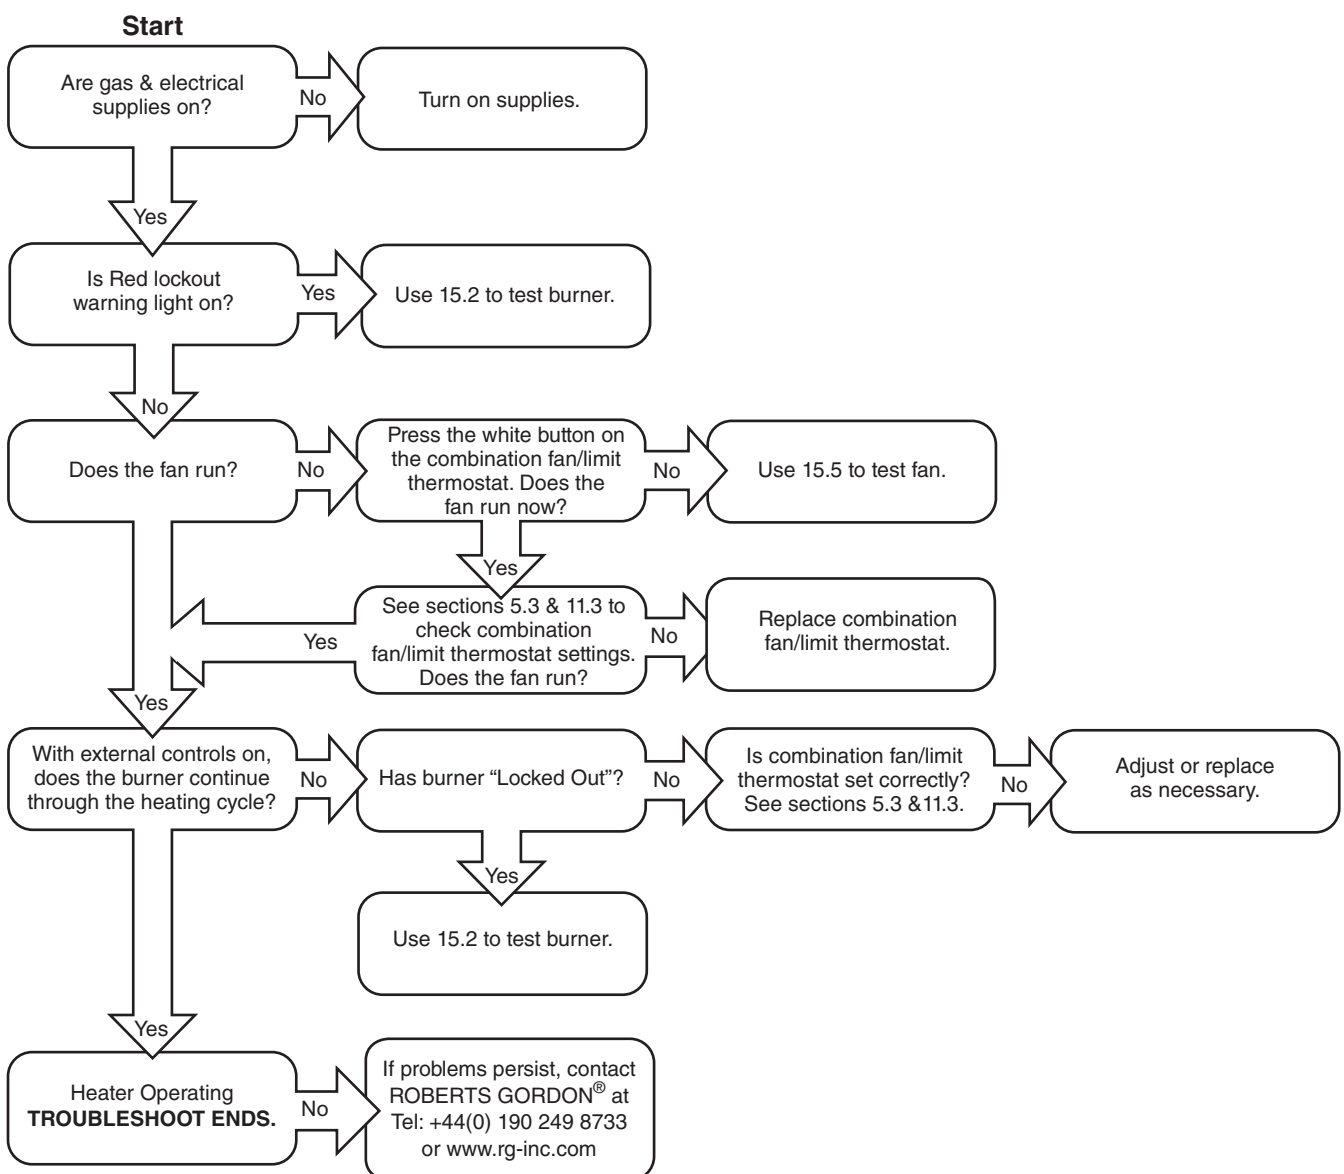 Start
Are gas & electrical
supplies on?
No
Turn on supplies.
Yes
Is Red lockout
warning light on?
Yes
Use 15.2 to test burner.
No
Does the fan run?
No
Press the white button on
the combination fan/limit
thermostat. Does the
fan run now?
No
Use 15.5 to test fan.
Yes
See sections 5.3 & 11.3 to
check combination
fan/limit thermostat settings.
Does the fan run?
Yes
No
Replace combination
fan/limit thermostat.
Yes
With external controls on,
does the burner continue
through the heating cycle?
No
Has burner “Locked Out”?
No
Is combination fan/limit
thermostat set correctly?
See sections 5.3 &11.3.
No
Adjust or replace
as necessary.
Yes
Use 15.2 to test burner.
Yes
Heater Operating
TROUBLESHOOT ENDS.
No
If problems persist, contact
ROBERTS GORDON® at
Tel: +44(0) 190 249 8733
or www.rg-inc.com